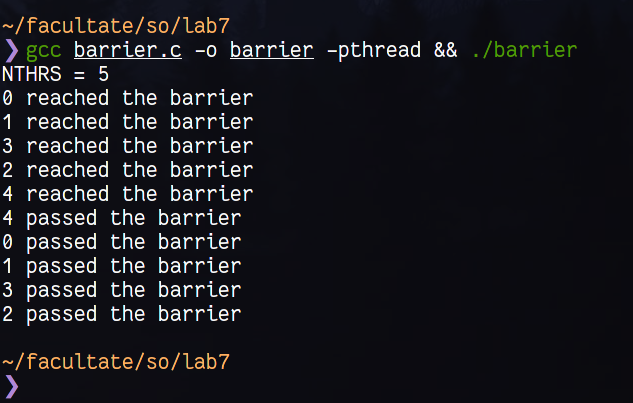 ~/facultate/so/lab7
❯ gcc barrier.c -o barrier -pthread && ./barrier
NTHRS = 5
0 reached the barrier
1 reached the barrier
3 reached the barrier
2 reached the barrier
4 reached the barrier
4 passed the barrier
0 passed the barrier
1 passed the barrier
3 passed the barrier
2 passed the barrier
~/facultate/so/lab7
❯